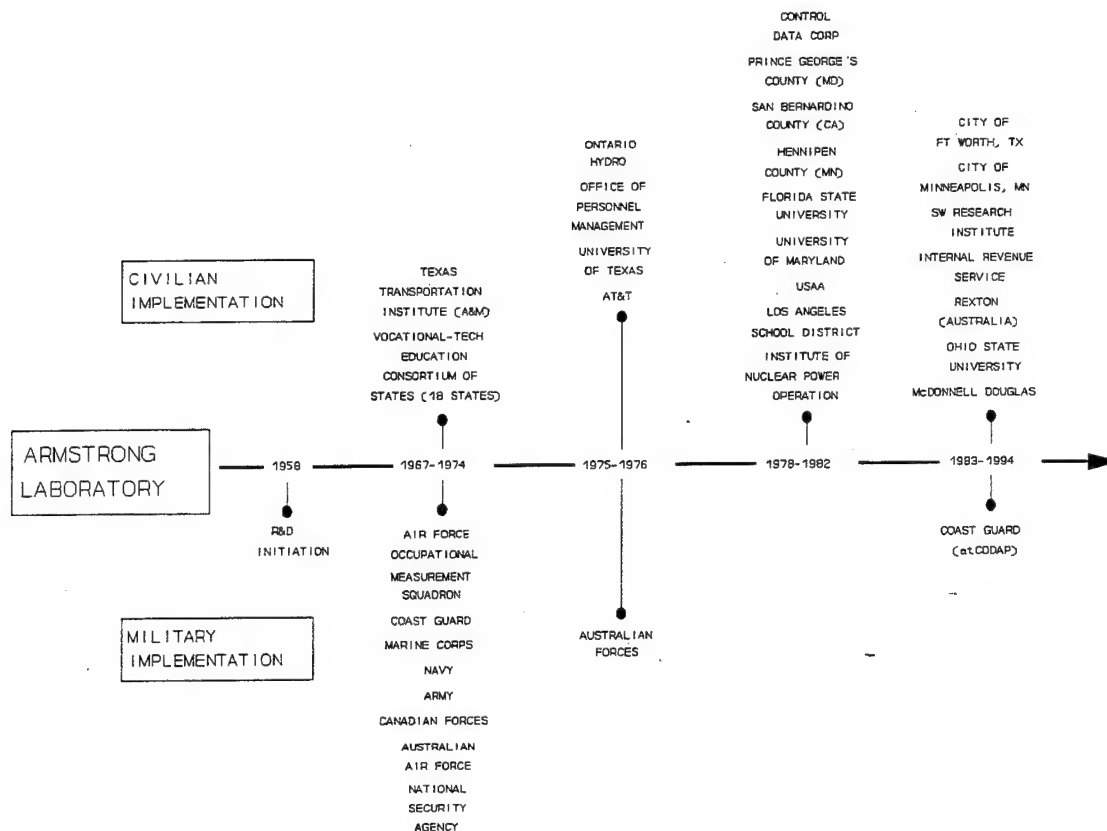 CONTROL
DATA CORP
PRINCE GEORGE'S
COUNTY (MD)
SAN BERNARDINO
COUNTY (CA)
HENNIPEN
COUNTY (MN)
FLORIDA STATE
UNIVERSITY
UNIVERSITY
OF MARYLAND
USAA
LOS ANGELES
SCHOOL DISTRICT
INSTITUTE OF
NUCLEAR POWER
OPERATION
CITY OF
FT WORTH, TX
CITY OF
MINNEAPOLIS, MN
SW RESEARCH
INSTITUTE
INTERNAL REVENUE
SERVICE
REXTON
(AUSTRALIA)
OHIO STATE
UNIVERSITY
McDONNELL DOUGLAS
ONTARIO
HYDRO
OFFICE OF
PERSONNEL
MANAGEMENT
UNIVERSITY
OF TEXAS
AT&T
CIVILIAN
IMPLEMENTATION
TEXAS
TRANSPORTATION
INSTITUTE (A&M)
VOCATIONAL-TECH
EDUCATION
CONSORTIUM OF
STATES (18 STATES)
ARMSTRONG
LABORATORY
1958
1967-1974
1975-1976
1978-1982
1983-1994
R&D
INITIATION
AIR FORCE
OCCUPATIONAL
MEASUREMENT
SQUADRON
COAST GUARD
MARINE CORPS
NAVY
ARMY
CANADIAN FORCES
AUSTRALIAN
AIR FORCE
NATIONAL
SECURITY
AGENCY
COAST GUARD
(atCODAP)
MILITARY
IMPLEMENTATION
AUSTRALIAN
FORCES